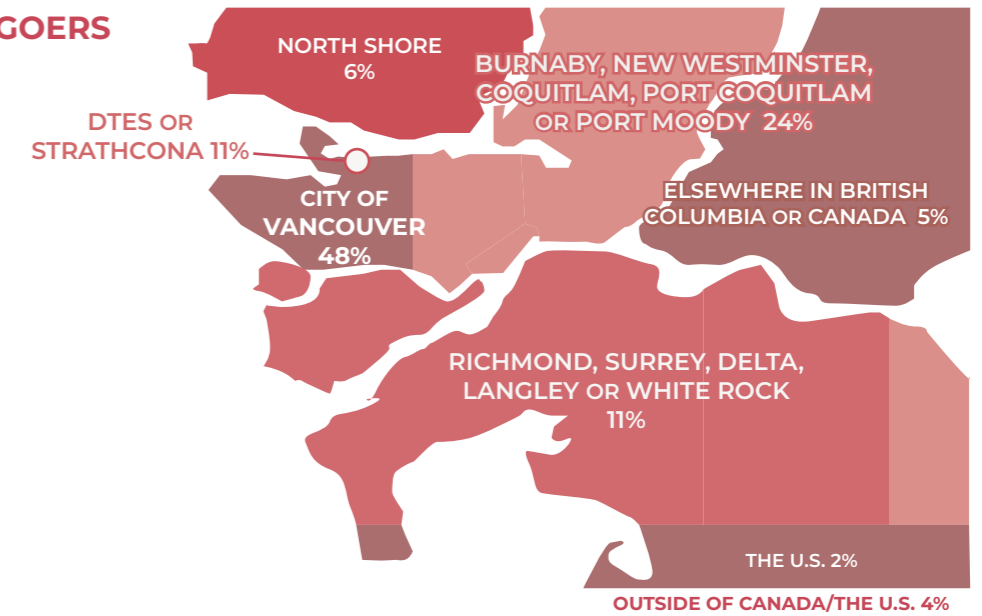 GOERS
NORTH SHORE
6%
BURNABY, NEW WESTMINSTER,
COQUITLAM, PORT COQUITLAM
OR PORT MOODY 24%
DTES OR
STRATHCONA 11%
CITY OF
VANCOUVER
48%
ELSEWHERE IN BRITISH
COLUMBIA OR CANADA 5%
RICHMOND, SURREY, DELTA,
LANGLEY OR WHITE ROCK
11%
THE U.S. 2%
OUTSIDE OF CANADA/THE U.S. 4%